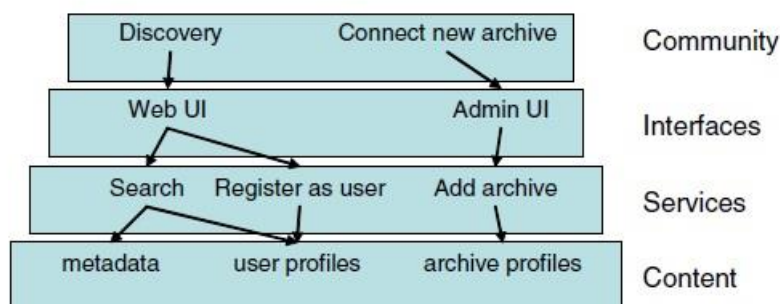 Discovery Connect new archive Community
Web UI Admin UI Interfaces
Search Register as user Add archive Services
metadata user profiles archive profiles Content